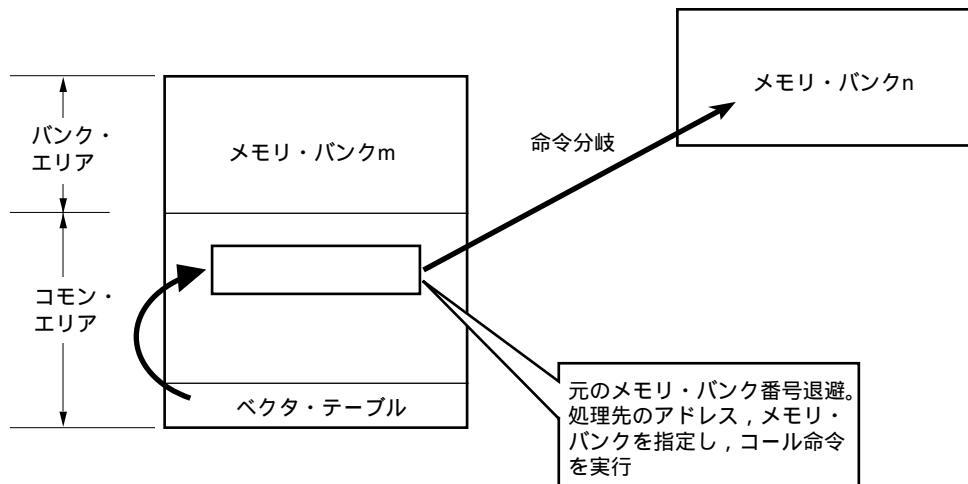 メモリ・バンクn
バンク・
エリア
メモリ・バンクm
命令分岐
コモン・
エリア
ベクタ・テーブル
元のメモリ・バンク番号退避。
処理先のアドレス，メモリ・
バンクを指定し，コール命令
を実行